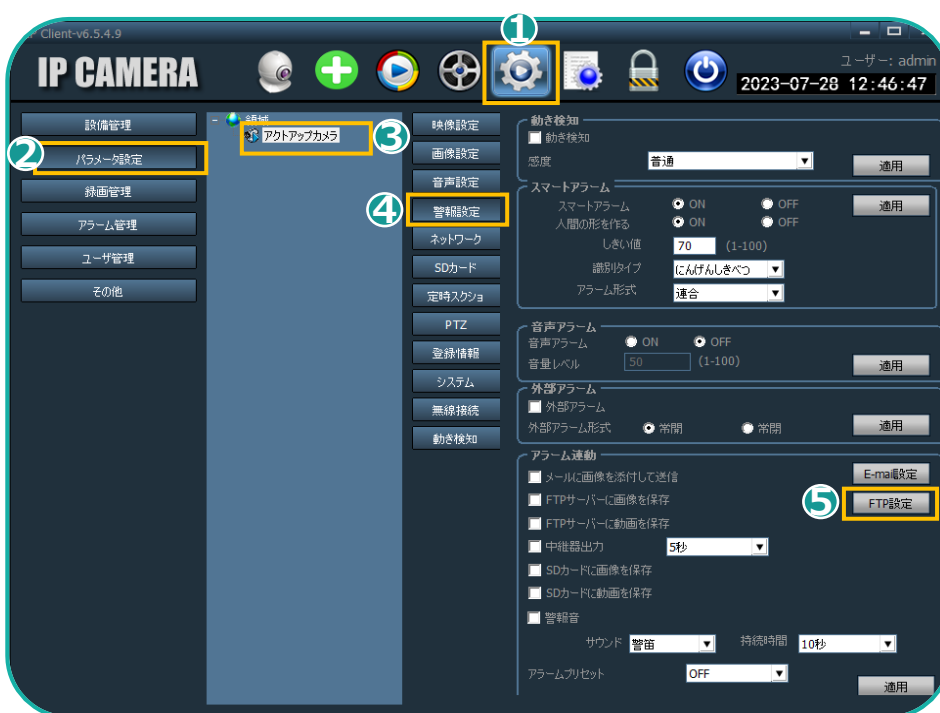 1
IP Client-v6.5.4.9
IP CAMERA
ユーザー: admin
2023-07-28 12:46:47
設備管理
2
パラメータ設定
録画管理
アラーム管理
ユーザ管理
その他
領域
アクトアップカメラ
3
映像設定
画像設定
音声設定
4
警報設定
ネットワーク
SDカード
定時スクショ
PTZ
登録情報
システム
無線接続
動き検知
動き検知
動き検知
感度 普通 適用
スマートアラーム
スマートアラーム ON OFF 適用
人間の形を作る ON OFF
しきい値 70 (1-100)
識別タイプ にんげんしきべつ
アラーム形式 連合
音声アラーム
音声アラーム ON OFF
音量レベル 50 (1-100) 適用
外部アラーム
外部アラーム
外部アラーム形式 常開 常開 適用
アラーム連動
メールに画像を添付して送信 E-mail設定
FTPサーバーに画像を保存 5 FTP設定
FTPサーバーに動画を保存
中継器出力 5秒
SDカードに画像を保存
SDカードに動画を保存
警報音
サウンド 警笛 持続時間 10秒
アラームプリセット OFF
適用